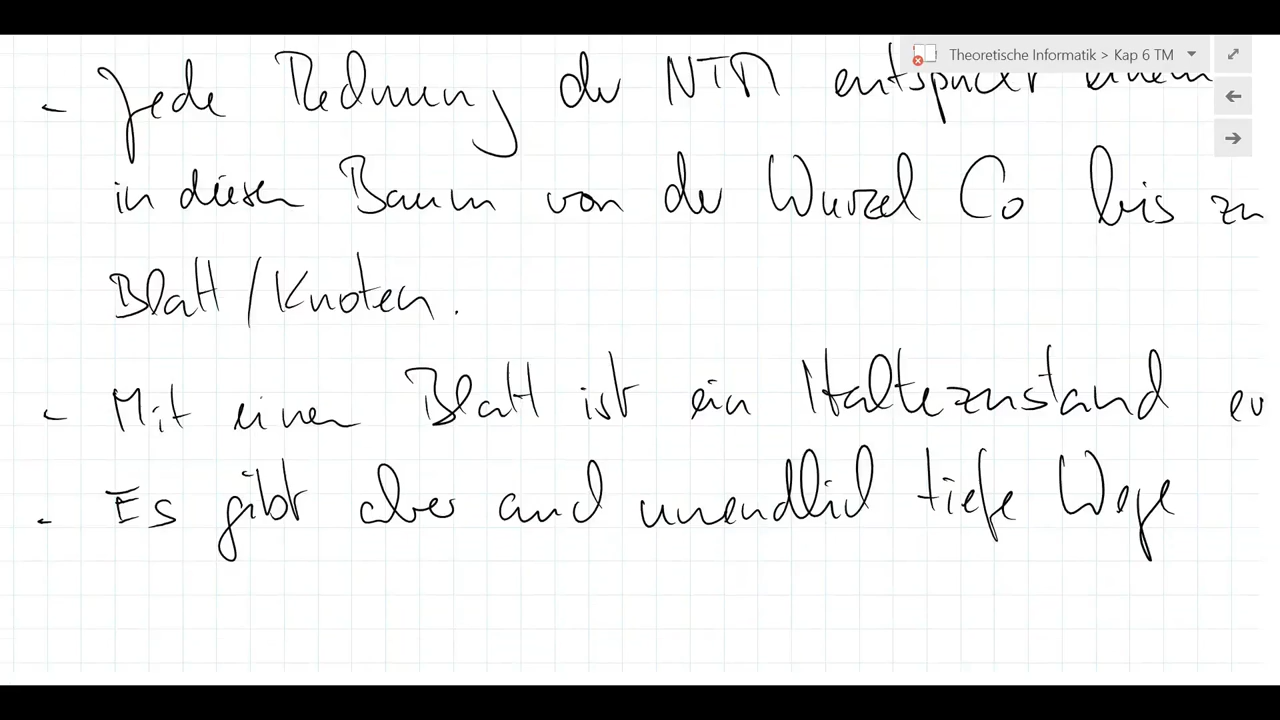 Theoretische Informatik > Kap 6 TM
- Jede Rechnung der NTM entspricht einem
in diesem Baum von der Wurzel C0 bis zu
Blatt/Knoten.
- Mit einem Blatt ist ein Haltezustand
- Es gibt aber auch unendlich tiefe Wege